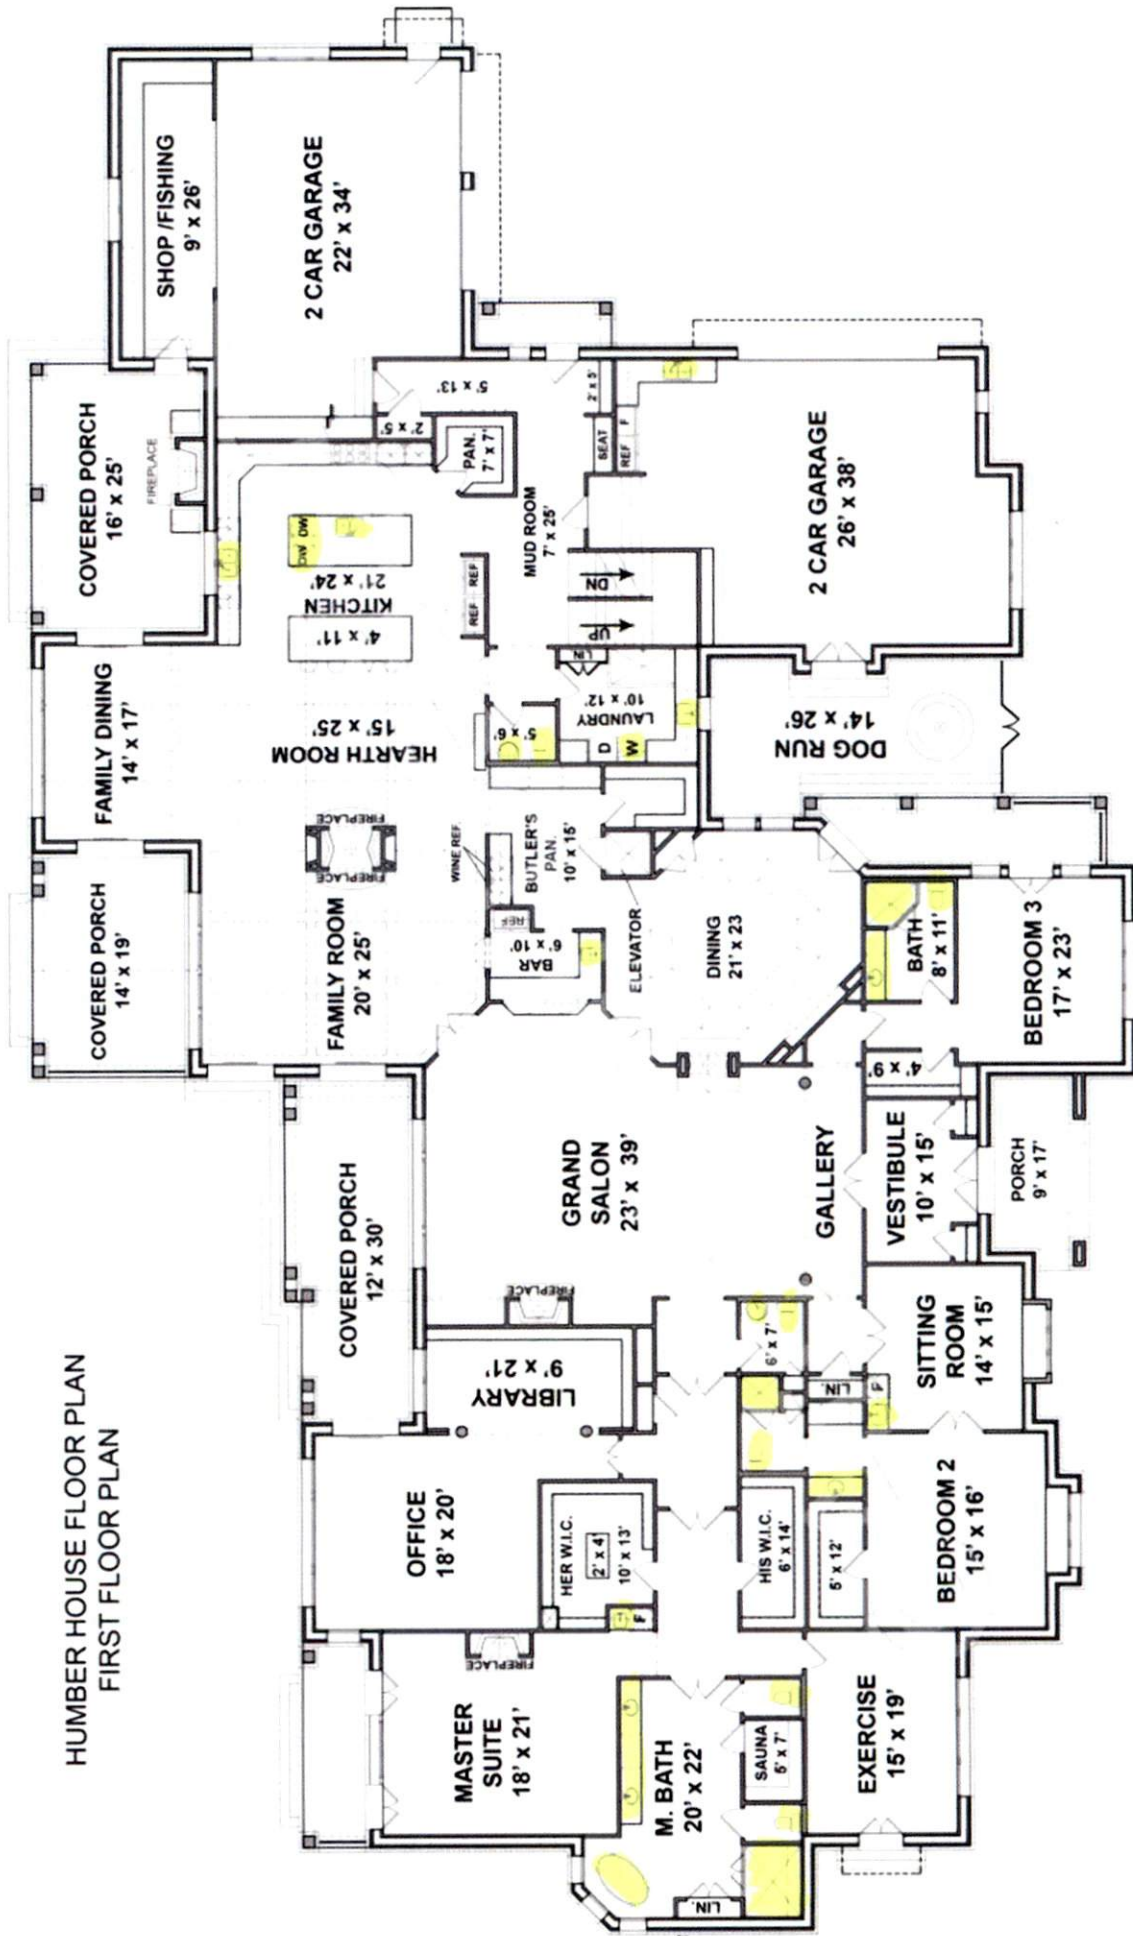 HUMBER HOUSE FLOOR PLAN
FIRST FLOOR PLAN
SHOP /FISHING
9' x 26'
2 CAR GARAGE
22' x 34'
COVERED PORCH
16' x 25'
FIREPLACE
5' x 13'
2' x 5'
2' x 5'
PAN.
7' x 7'
SEAT
REF
F
MUD ROOM
7' x 25'
2 CAR GARAGE
26' x 38'
DW
DW
KITCHEN
21' x 24'
4' x 11'
REF
REF
DN
UP
LIN
LAUNDRY
10' x 12'
D
W
5' x 6'
FAMILY DINING
14' x 17'
HEARTH ROOM
15' x 25'
DOG RUN
14' x 26'
FIREPLACE
FIREPLACE
WINE REF.
BUTLER'S
PAN.
10' x 15'
ELEVATOR
COVERED PORCH
14' x 19'
FAMILY ROOM
20' x 25'
REF
BAR
6' x 10'
DINING
21' x 23
BATH
8' x 11'
BEDROOM 3
17' x 23'
4' x 9'
COVERED PORCH
12' x 30'
GRAND
SALON
23' x 39'
FIREPLACE
GALLERY
VESTIBULE
10' x 15'
PORCH
9' x 17'
LIBRARY
9' x 21'
6' x 7'
LIN.
F
SITTING
ROOM
14' x 15'
OFFICE
18' x 20'
HER W.I.C.
2' x 4'
10' x 13'
F
HIS W.I.C.
6' x 14'
5' x 12'
BEDROOM 2
15' x 16'
FIREPLACE
MASTER
SUITE
18' x 21'
M. BATH
20' x 22'
SAUNA
5' x 7'
EXERCISE
15' x 19'
LIN.